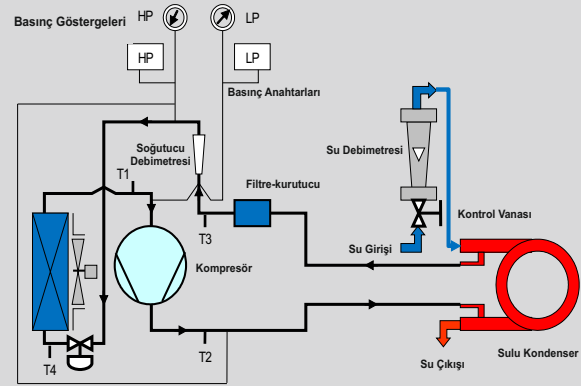 Basınç Göstergeleri
HP
LP
HP
LP
Basınç Anahtarları
Soğutucu
Debimetresi
Su Debimetresi
T1
Filtre-kurutucu
Kontrol Vanası
T3
Su Girişi
Kompresör
T4
T2
Su Çıkışı
Sulu Kondenser